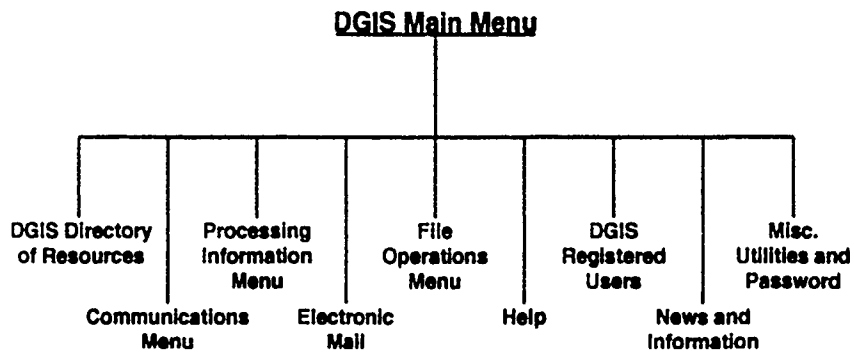 DGIS Main Menu
DGIS Directory
of Resources
Communications
Menu
Processing
Information
Menu
Electronic
Mail
File
Operations
Menu
Help
DGIS
Registered
Users
News and
Information
Misc.
Utilities and
Password